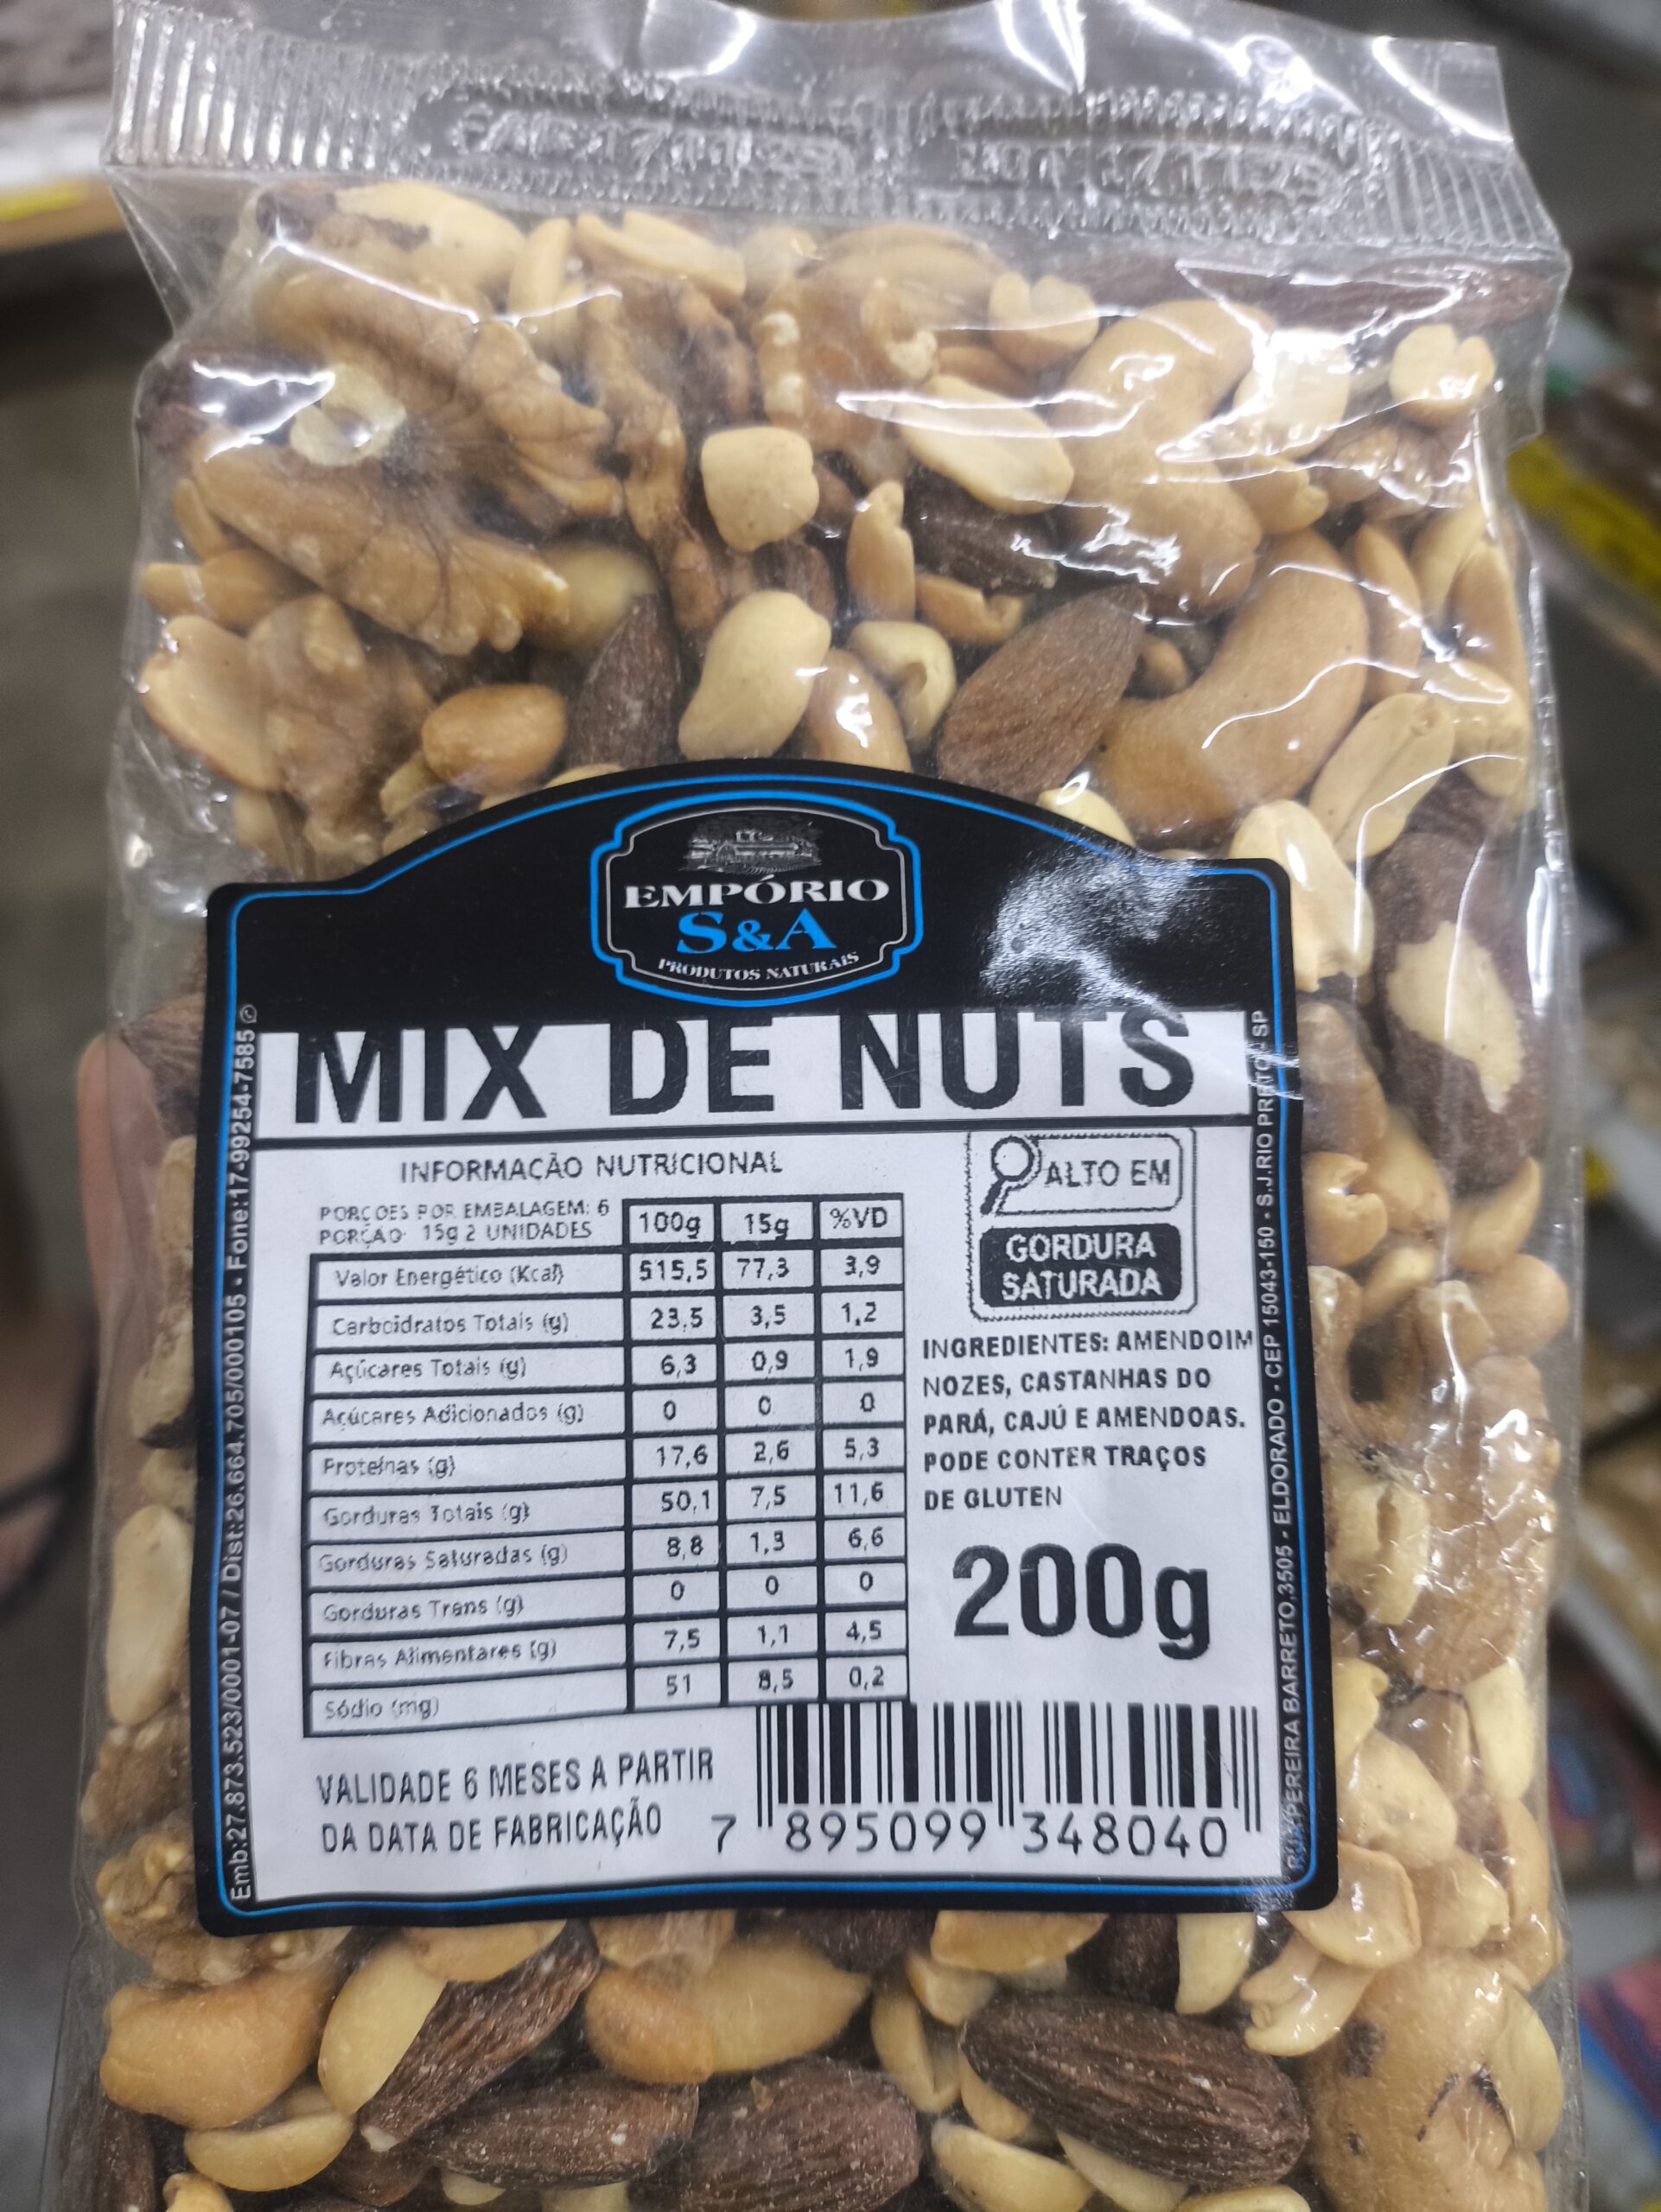 EMPÓRIO
S&A
PRODUTOS NATURAIS
MIX DE NUTS
INFORMAÇÃO NUTRICIONAL
PORÇOES POR EMBALAGEM: 6
PORÇÃO 15g 2 UNIDADES
100g 15g %VD
Valor Energético (Kcal) 515,5 77,3 3,9
Carboidratos Totais (g) 23,5 3,5 1,2
Açúcares Totais (g) 6,3 0,9 1,9
Açúcares Adicionados (g) 0 0 0
Proteínas (g) 17,6 2,6 5,3
Gorduras Totais (g) 50,1 7,5 11,6
Gorduras Saturadas (g) 8,8 1,3 6,6
Gorduras Trans (g) 0 0 0
Fibras Alimentares (g) 7,5 1,1 4,5
Sódio (mg) 51 8,5 0,2
ALTO EM
GORDURA
SATURADA
INGREDIENTES: AMENDOIM
NOZES, CASTANHAS DO
PARÁ, CAJÚ E AMENDOAS.
PODE CONTER TRAÇOS
DE GLUTEN
200g
VALIDADE 6 MESES A PARTIR
DA DATA DE FABRICAÇÃO
7 895099 348040
Emb:27.873.523/0001-07 / Dist:26.664.705/000105 - Fone:17-99254-7585
PEREIRA BARRETO.3505 - ELDORADO - CEP 15043-150 - S.J.RIO PRETO - SP